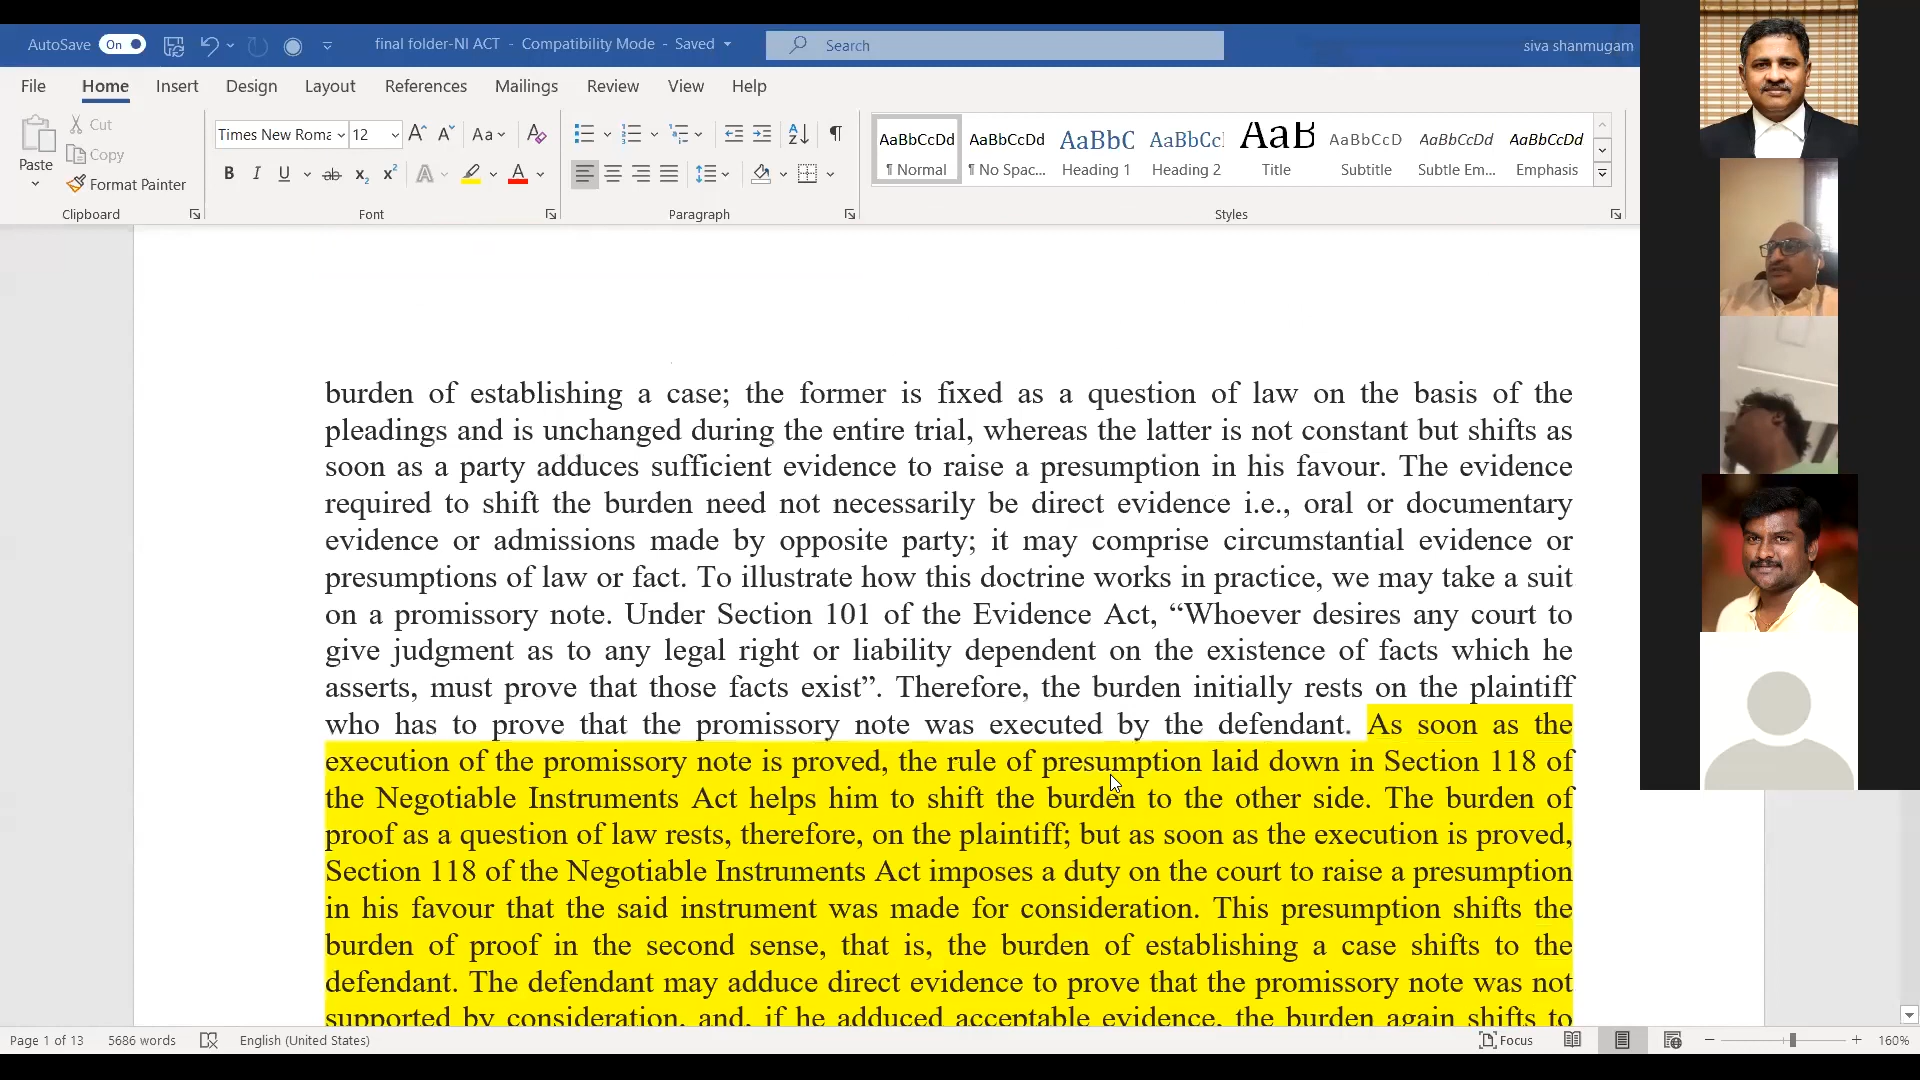 AutoSave On final folder-NI ACT - Compatibility Mode - Saved Search siva shanmugam
File Home Insert Design Layout References Mailings Review View Help
Paste Cut Copy Format Painter Clipboard
Times New Roma 12 Aa B I U ab x₂ x² A A Font
Paragraph
AaBbCcDd AaBbCcDd AaBbC AaBbCcl AaB AaBbCcD AaBbCcDd AaBbCcDd
¶ Normal ¶ No Spac... Heading 1 Heading 2 Title Subtitle Subtle Em... Emphasis
Styles
burden of establishing a case; the former is fixed as a question of law on the basis of the
pleadings and is unchanged during the entire trial, whereas the latter is not constant but shifts as
soon as a party adduces sufficient evidence to raise a presumption in his favour. The evidence
required to shift the burden need not necessarily be direct evidence i.e., oral or documentary
evidence or admissions made by opposite party; it may comprise circumstantial evidence or
presumptions of law or fact. To illustrate how this doctrine works in practice, we may take a suit
on a promissory note. Under Section 101 of the Evidence Act, “Whoever desires any court to
give judgment as to any legal right or liability dependent on the existence of facts which he
asserts, must prove that those facts exist”. Therefore, the burden initially rests on the plaintiff
who has to prove that the promissory note was executed by the defendant. As soon as the
execution of the promissory note is proved, the rule of presumption laid down in Section 118 of
the Negotiable Instruments Act helps him to shift the burden to the other side. The burden of
proof as a question of law rests, therefore, on the plaintiff; but as soon as the execution is proved,
Section 118 of the Negotiable Instruments Act imposes a duty on the court to raise a presumption
in his favour that the said instrument was made for consideration. This presumption shifts the
burden of proof in the second sense, that is, the burden of establishing a case shifts to the
defendant. The defendant may adduce direct evidence to prove that the promissory note was not
supported by consideration, and, if he adduced acceptable evidence, the burden again shifts to
Page 1 of 13 5686 words English (United States) Focus 160%